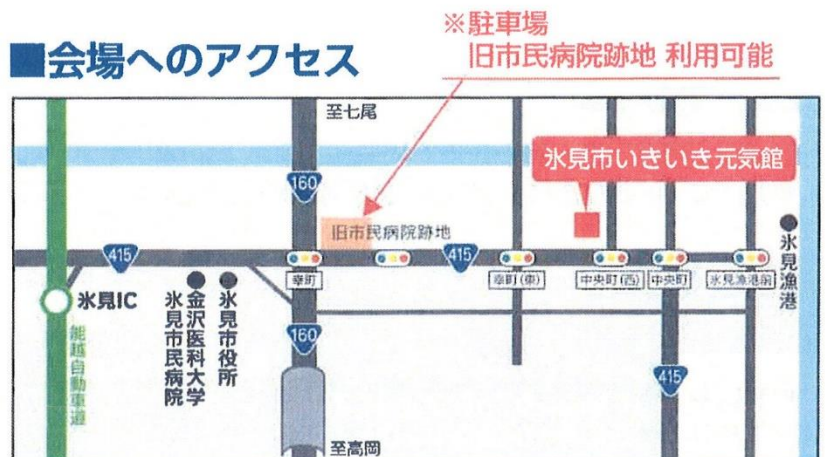 ■会場へのアクセス
※駐車場
旧市民病院跡地 利用可能
至七尾
160
氷見市いきいき元気館
旧市民病院跡地
415
415
幸町
幸町(東)
中央町(西)
中央町
氷見漁港前
氷見漁港
氷見IC
能越自動車道
金沢医科大学
氷見市民病院
氷見市役所
160
415
至高岡